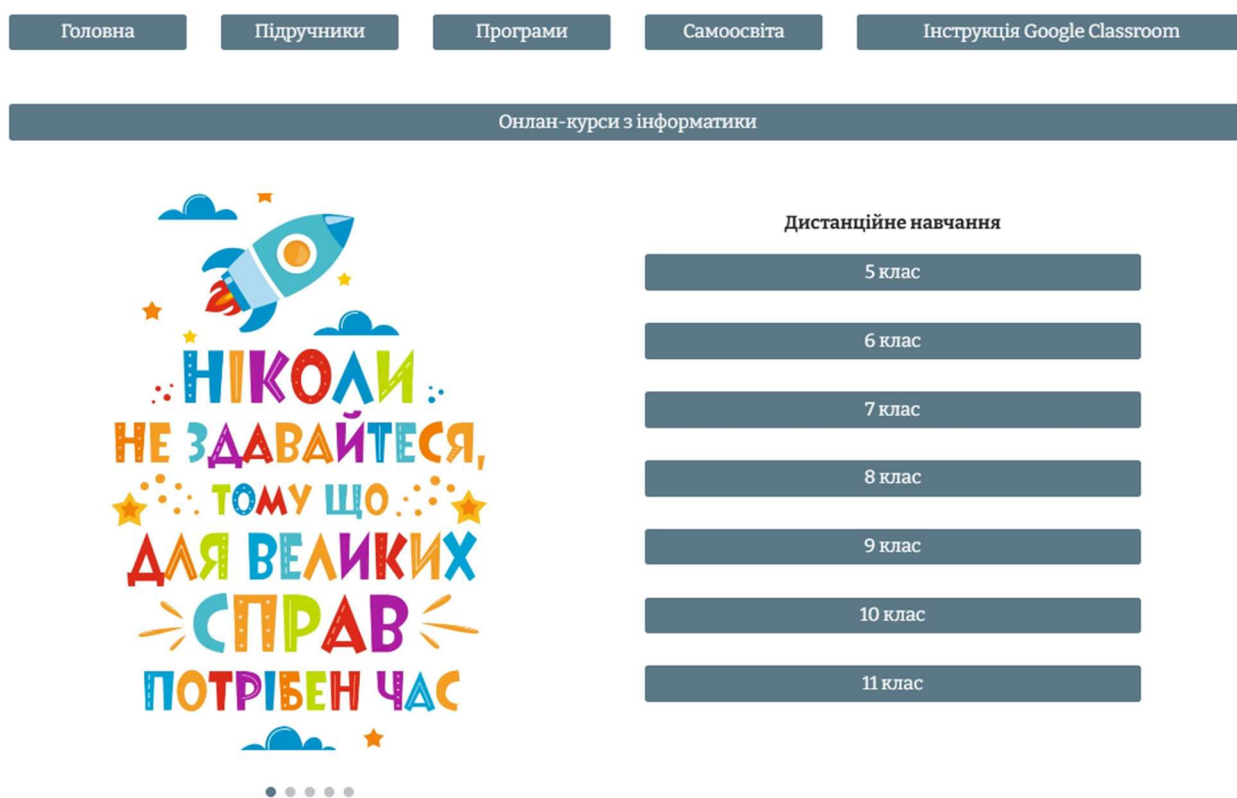 Головна
Підручники
Програми
Самоосвіта
Інструкція Google Classroom
Онлан-курси з інформатики
НІКОЛИ
НЕ ЗДАВАЙТЕСЯ,
ТОМУ ЩО
ДЛЯ ВЕЛИКИХ
СПРАВ
ПОТРІБЕН ЧАС
Дистанційне навчання
5 клас
6 клас
7 клас
8 клас
9 клас
10 клас
11 клас